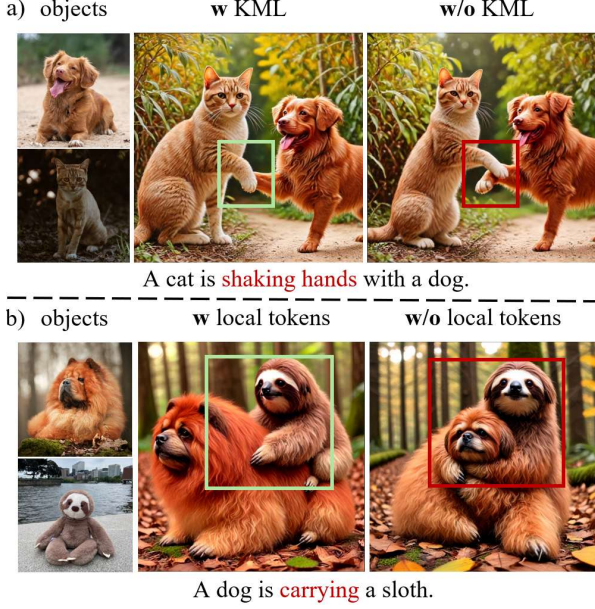 a) objects w KML w/o KML
A cat is shaking hands with a dog.
b) objects w local tokens w/o local tokens
A dog is carrying a sloth.